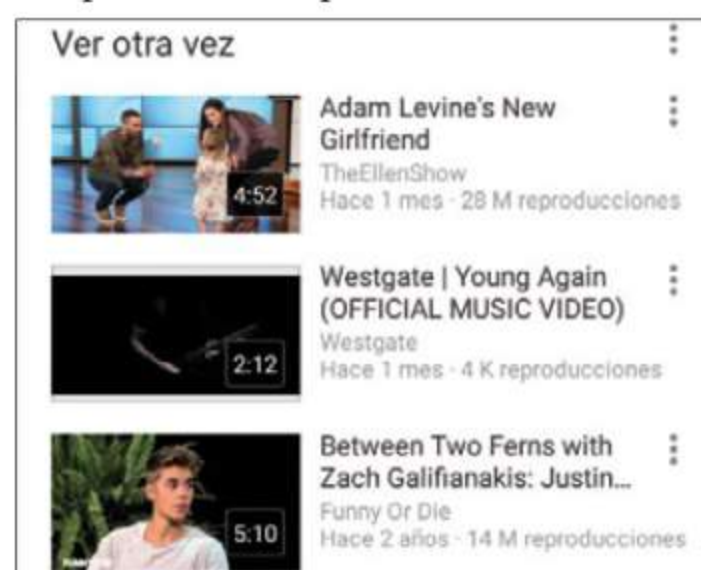 Ver otra vez
4:52
Adam Levine's New
Girlfriend
TheEllenShow
Hace 1 mes · 28 M reproducciones
2:12
Westgate | Young Again
(OFFICIAL MUSIC VIDEO)
Westgate
Hace 1 mes · 4 K reproducciones
5:10
Between Two Ferns with
Zach Galifianakis: Justin...
Funny Or Die
Hace 2 años · 14 M reproducciones